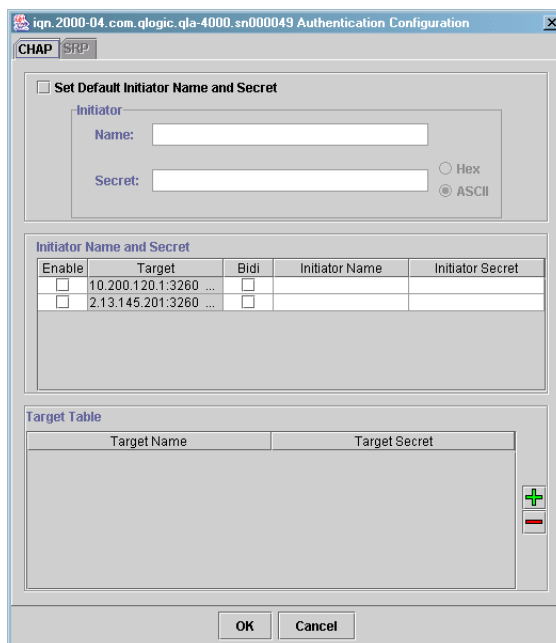 iqn.2000-04.com.qlogic.qla-4000.sn000049 Authentication Configuration
CHAP SRP
Set Default Initiator Name and Secret
Initiator
Name:
Secret:
Hex
ASCII
Initiator Name and Secret
Enable Target Bidi Initiator Name Initiator Secret
10.200.120.1:3260 ...
2.13.145.201:3260 ...
Target Table
Target Name Target Secret
OK Cancel